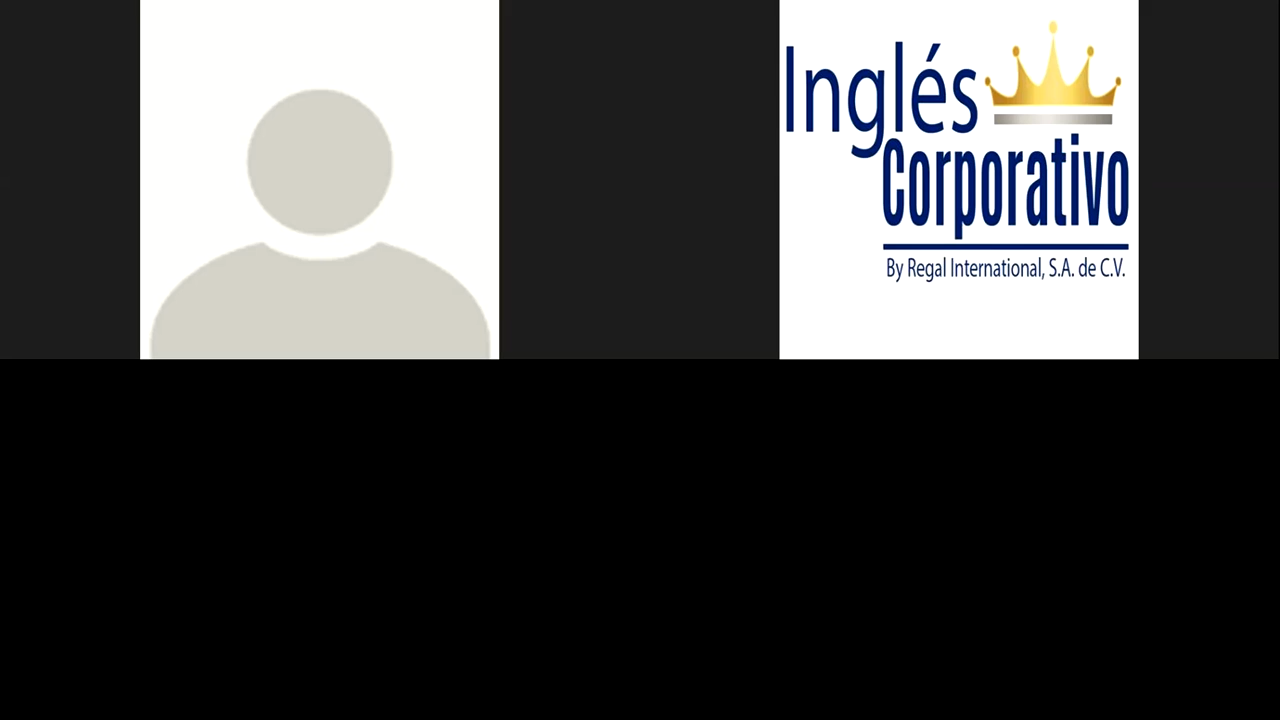 Inglés
Corporativo
By Regal International, S.A. de C.V.